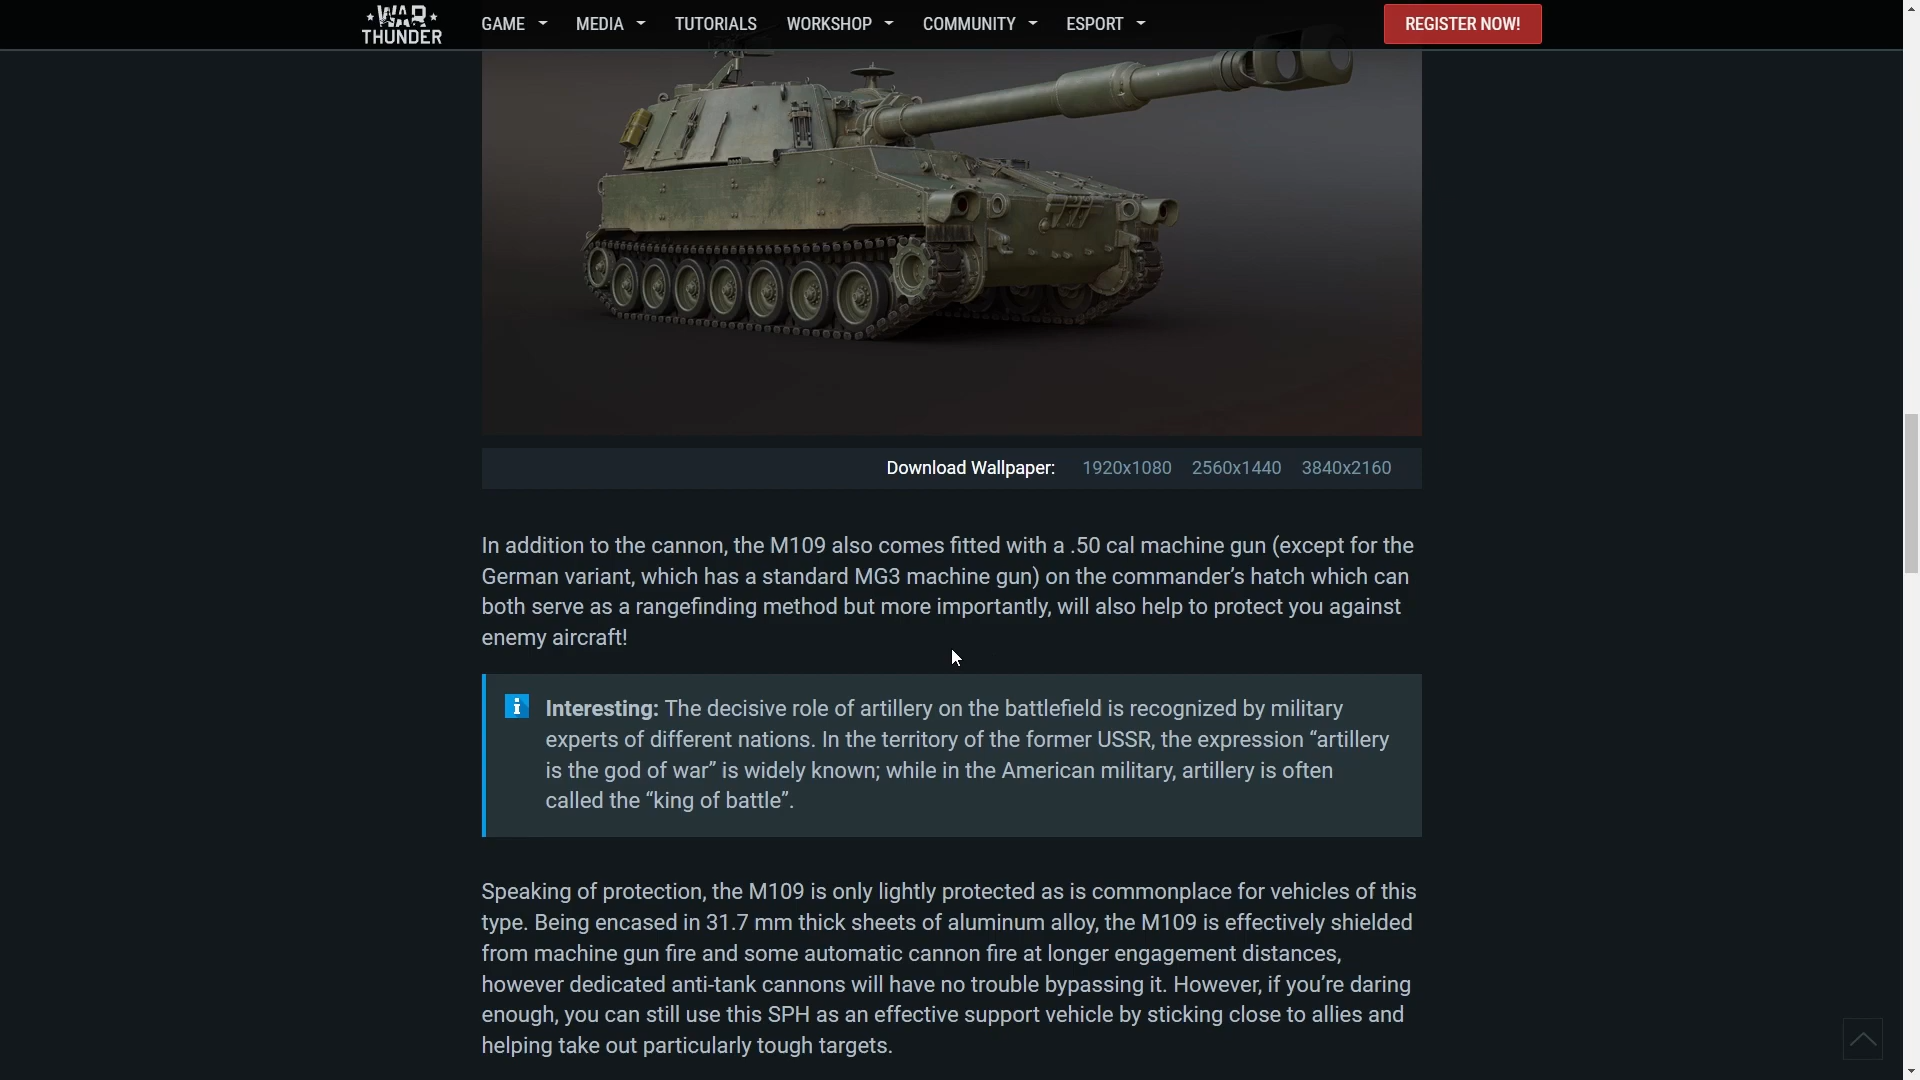 WAR
THUNDER
GAME MEDIA TUTORIALS WORKSHOP COMMUNITY ESPORT REGISTER NOW!
Download Wallpaper: 1920x1080 2560x1440 3840x2160
In addition to the cannon, the M109 also comes fitted with a .50 cal machine gun (except for the
German variant, which has a standard MG3 machine gun) on the commander’s hatch which can
both serve as a rangefinding method but more importantly, will also help to protect you against
enemy aircraft!
Interesting: The decisive role of artillery on the battlefield is recognized by military
experts of different nations. In the territory of the former USSR, the expression “artillery
is the god of war” is widely known; while in the American military, artillery is often
called the “king of battle”.
Speaking of protection, the M109 is only lightly protected as is commonplace for vehicles of this
type. Being encased in 31.7 mm thick sheets of aluminum alloy, the M109 is effectively shielded
from machine gun fire and some automatic cannon fire at longer engagement distances,
however dedicated anti-tank cannons will have no trouble bypassing it. However, if you’re daring
enough, you can still use this SPH as an effective support vehicle by sticking close to allies and
helping take out particularly tough targets.